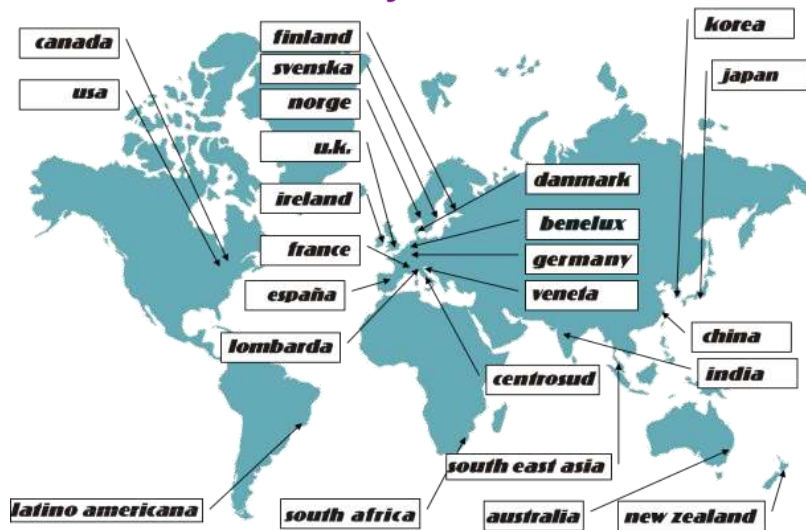 canada
usa
finland
svenska
norge
u.k.
ireland
france
españa
lombarda
korea
japan
danmark
benelux
germany
veneta
china
india
centrosud
south east asia
latino americana
south africa
australia
new zealand